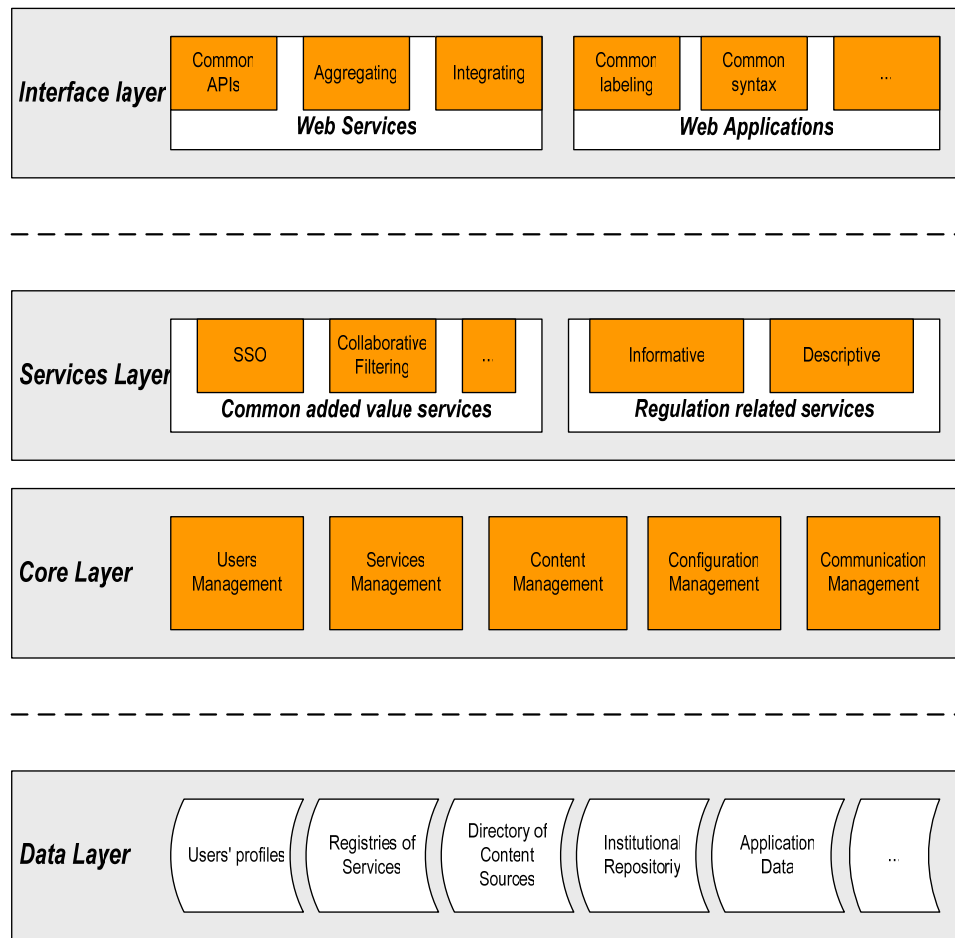 Interface layer
Common
APIs
Aggregating
Integrating
Web Services
Common
labeling
Common
syntax
...
Web Applications
Services Layer
SSO
Collaborative
Filtering
...
Common added value services
Informative
Descriptive
Regulation related services
Core Layer
Users
Management
Services
Management
Content
Management
Configuration
Management
Communication
Management
Data Layer
Users' profiles
Registries of
Services
Directory of
Content
Sources
Institutional
Repositoriy
Application
Data
...